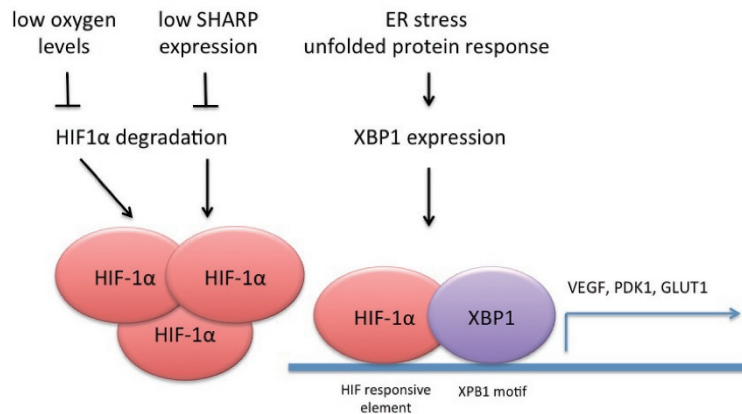 low oxygen
levels
low SHARP
expression
ER stress
unfolded protein response
HIF1α degradation
XBP1 expression
HIF-1α
HIF-1α
HIF-1α
HIF-1α
XBP1
VEGF, PDK1, GLUT1
HIF responsive
element
XPB1 motif